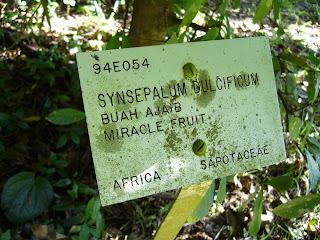 94E054
SYNSEPALUM DULCIFICUM
BUAH AJAIB
MIRACLE FRUIT
AFRICA SAPOTACEAE